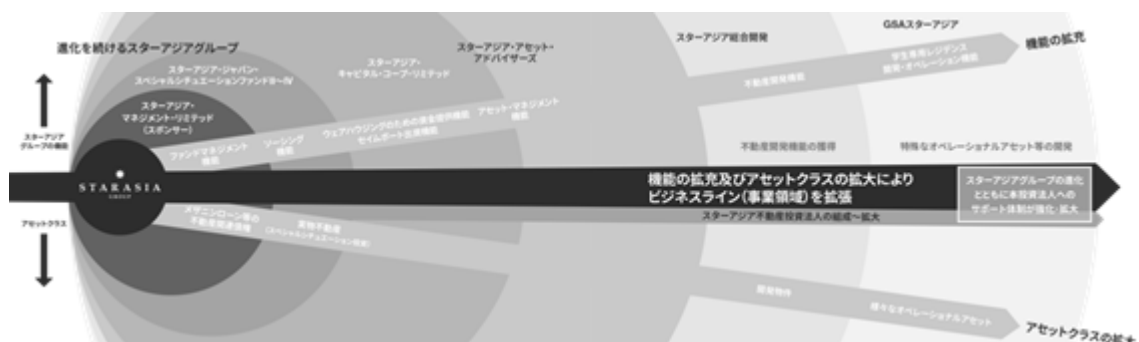 進化を続けるスターアジアグループ
スターアジア・ジャパン・
スペシャルシチュエーションファンドⅡ〜Ⅳ
スターアジア・
キャピタル・コープ・リミテッド
スターアジア・アセット・
アドバイザーズ
スターアジア総合開発
GSAスターアジア
機能の拡充
スターアジア・
マネジメント・リミテッド
(スポンサー)
スターアジア
グループの機能
ファンドマネジメント
機能
ソーシング
機能
ウェアハウジングのための資金提供機能
セイムボート出資機能
アセット・マネジメント
機能
不動産開発機能
学生専用レジデンス
開発・オペレーション機能
不動産開発機能の獲得
特殊なオペレーショナルアセット等の開発
STARASIA
GROUP
機能の拡充及びアセットクラスの拡大により
ビジネスライン(事業領域)を拡張
スターアジアグループの進化
とともに本投資法人への
サポート体制が強化・拡大
スターアジア不動産投資法人の組成〜拡大
アセットクラス
メザニンローン等の
不動産関連債権
実物不動産
(スペシャルシチュエーション投資)
開発物件
様々なオペレーショナルアセット
アセットクラスの拡大